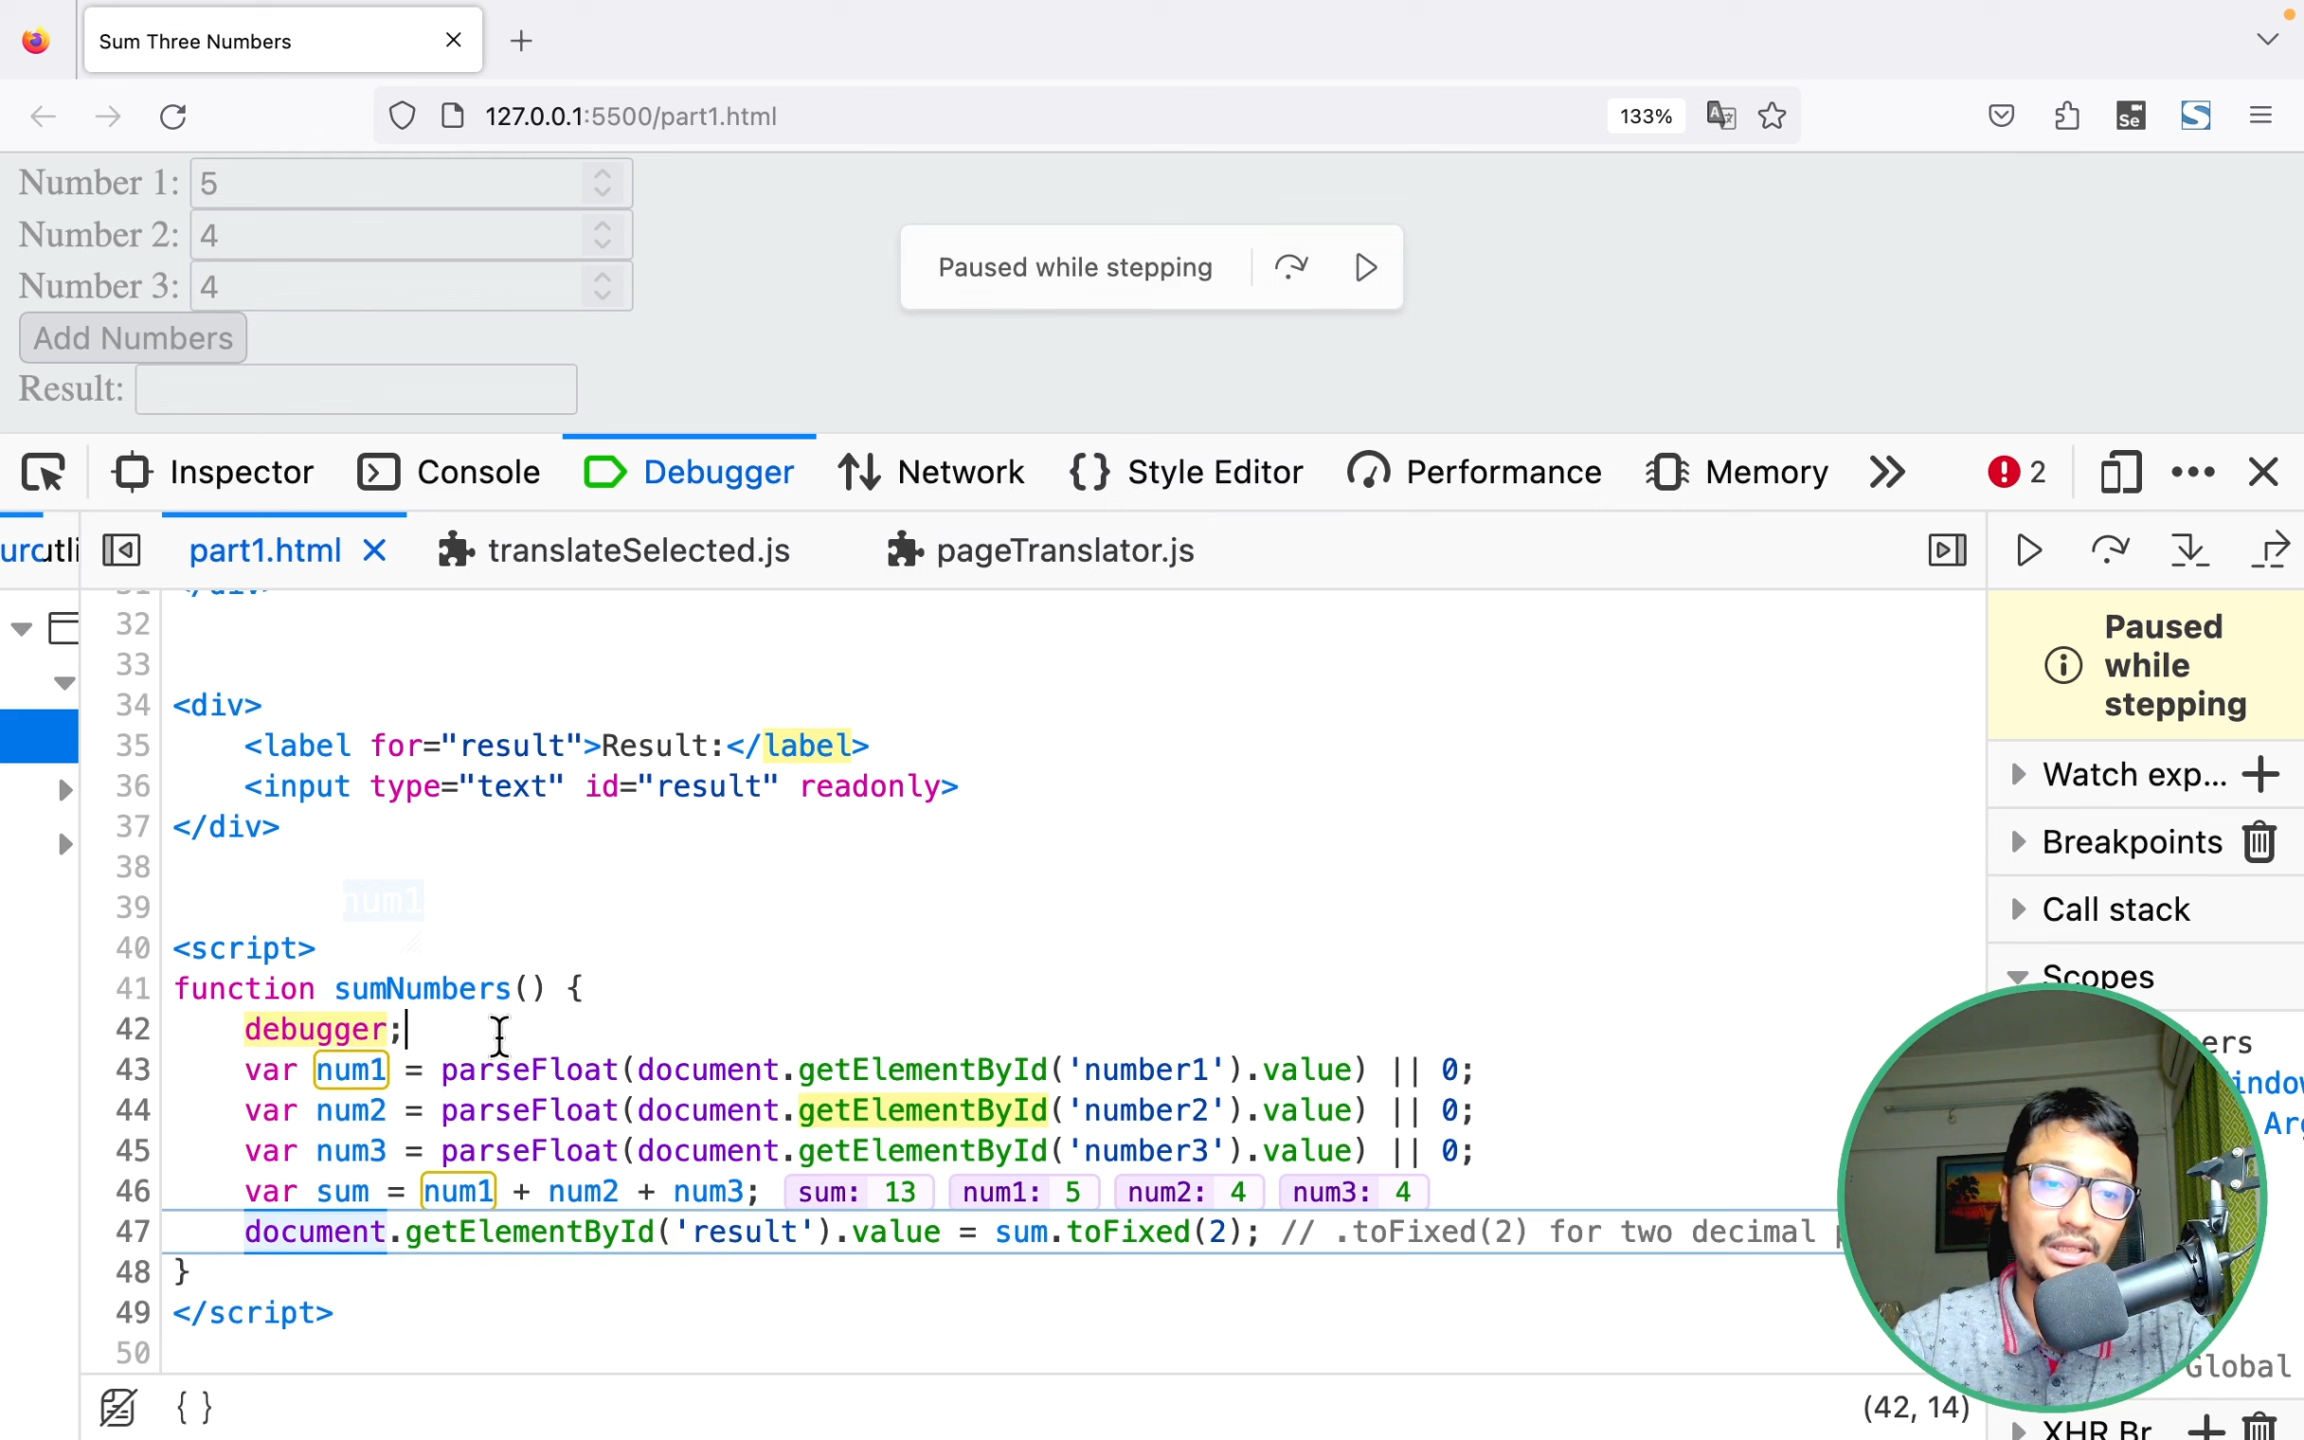 Sum Three Numbers
127.0.0.1:5500/part1.html
133%
Se
Number 1: 5
Number 2: 4
Number 3: 4
Add Numbers
Result:
Paused while stepping
Inspector Console Debugger Network Style Editor Performance Memory 2
part1.html translateSelected.js pageTranslator.js
32
33
34 <div>
35 <label for="result">Result:</label>
36 <input type="text" id="result" readonly>
37 </div>
38
num1
39
40 <script>
41 function sumNumbers() {
42 debugger;
43 var num1 = parseFloat(document.getElementById('number1').value) || 0;
44 var num2 = parseFloat(document.getElementById('number2').value) || 0;
45 var num3 = parseFloat(document.getElementById('number3').value) || 0;
46 var sum = num1 + num2 + num3; sum: 13 num1: 5 num2: 4 num3: 4
47 document.getElementById('result').value = sum.toFixed(2); // .toFixed(2) for two decimal
48 }
49 </script>
50
{ } (42, 14)
Paused
while
stepping
Watch exp...
Breakpoints
Call stack
Scopes
Global
XHR Br